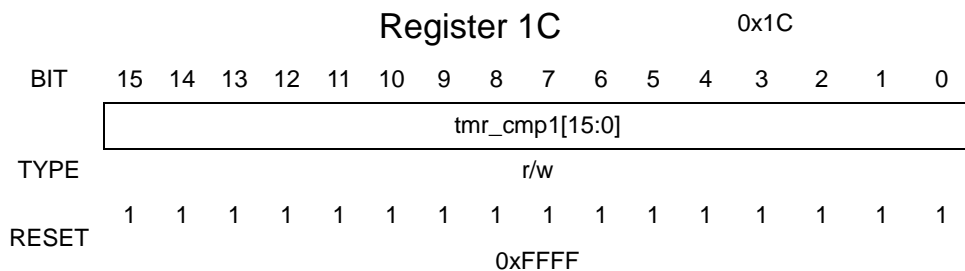 Register 1C 0x1C
BIT 15 14 13 12 11 10 9 8 7 6 5 4 3 2 1 0
tmr_cmp1[15:0]
TYPE r/w
1 1 1 1 1 1 1 1 1 1 1 1 1 1 1 1
RESET
0xFFFF